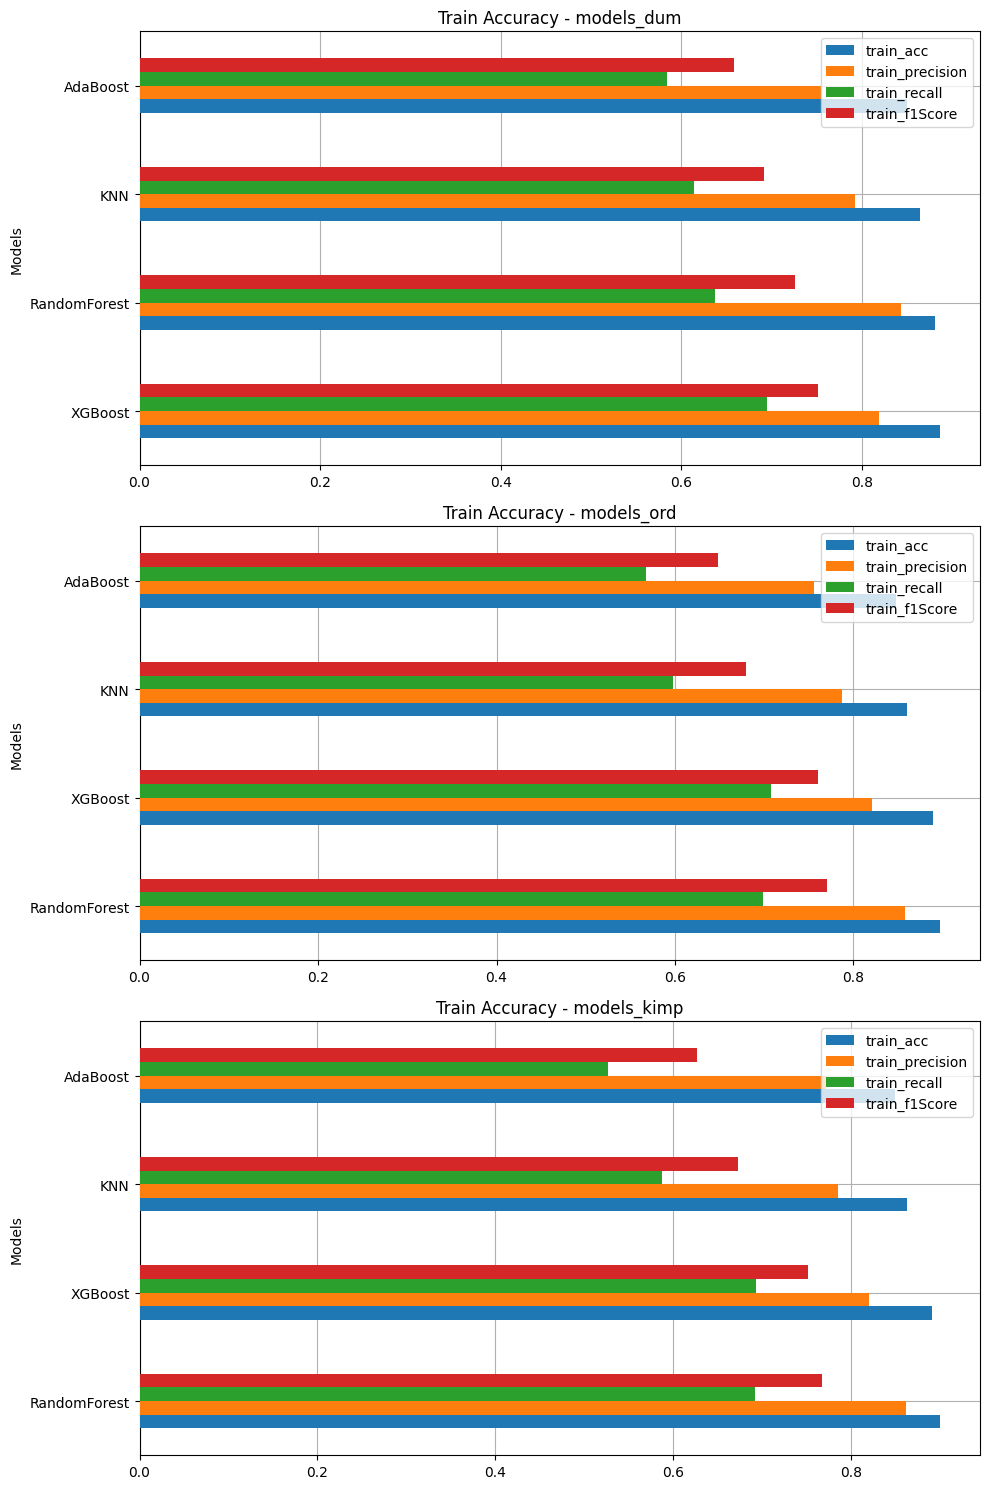 Train Accuracy - models_dum
train_acc
train_precision
train_recall
train_f1Score
AdaBoost
KNN
RandomForest
XGBoost
Models
0.0 0.2 0.4 0.6 0.8
Train Accuracy - models_ord
train_acc
train_precision
train_recall
train_f1Score
AdaBoost
KNN
XGBoost
RandomForest
Models
0.0 0.2 0.4 0.6 0.8
Train Accuracy - models_kimp
train_acc
train_precision
train_recall
train_f1Score
AdaBoost
KNN
XGBoost
RandomForest
Models
0.0 0.2 0.4 0.6 0.8